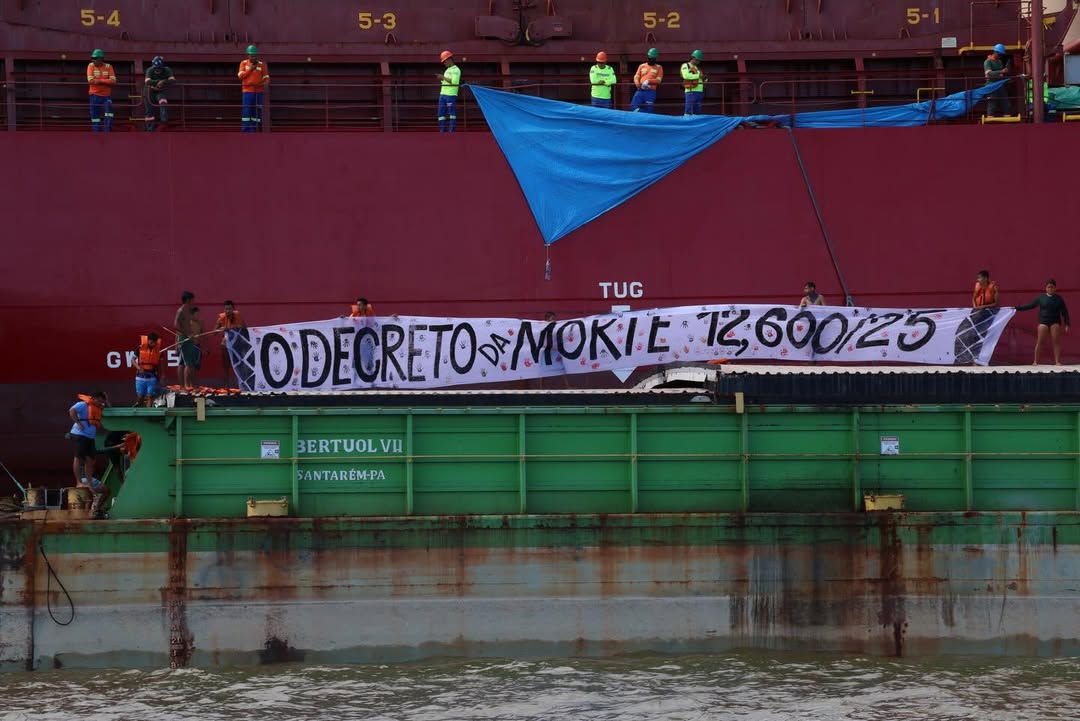 5-4 5-3 5-2 5-1
TUG
O DECRETO DA MORTE 12,600/25
BERTUOL VII
SANTARÉM-PA